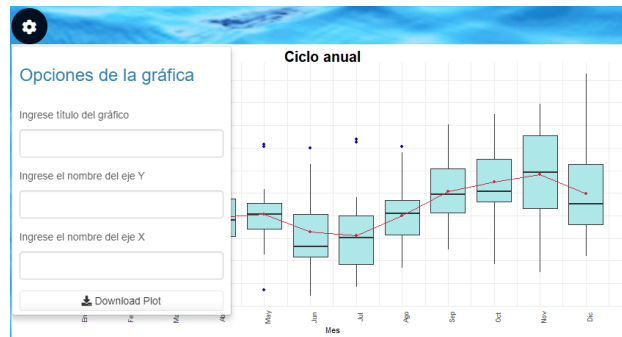 Ciclo anual
Opciones de la gráfica
Ingrese título del gráfico
Ingrese el nombre del eje Y
Ingrese el nombre del eje X
Download Plot
May
Jun
Jul
Ago
Sep
Oct
Nov
Dic
Mes